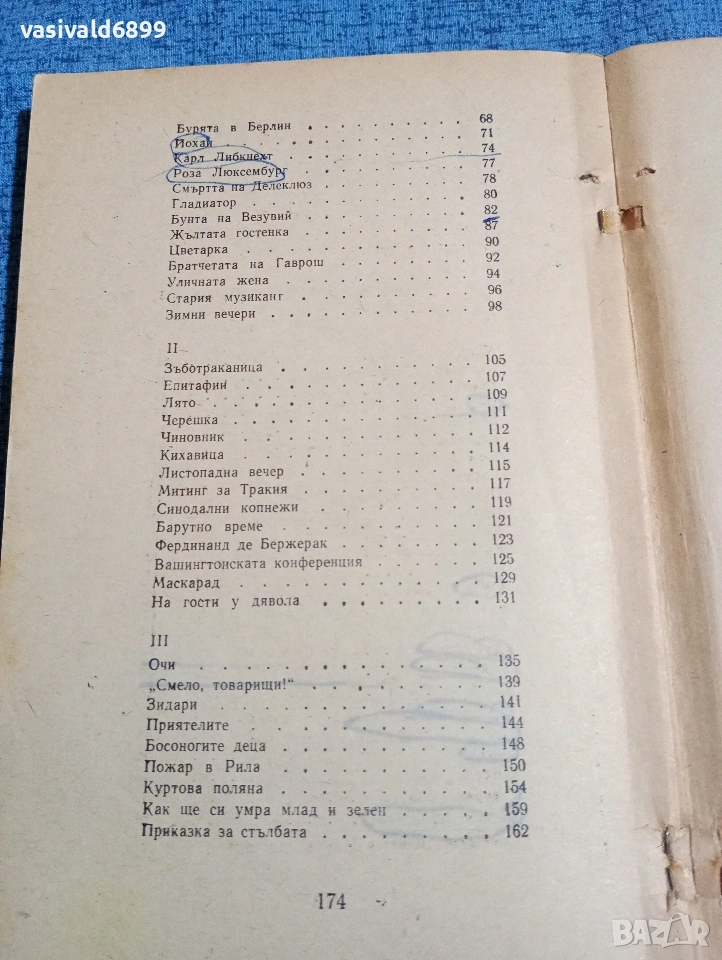 vasivald6899
Бурята в Берлин . . . . . . . . . . 68
Йохан . . . . . . . . . . 71
Карл Либкнехт . . . . . . . . . . 74
Роза Люксембург . . . . . . . . . . 77
Смъртта на Делеклюз . . . . . . . . . . 78
Гладиатор . . . . . . . . . . 80
Бунта на Везувий . . . . . . . . . . 82
Жълтата гостенка . . . . . . . . . . 87
Цветарка . . . . . . . . . . 90
Братчетата на Гаврош . . . . . . . . . . 92
Уличната жена . . . . . . . . . . 94
Стария музикант . . . . . . . . . . 96
Зимни вечери . . . . . . . . . . 98
II
Зъботраканица . . . . . . . . . . 105
Епитафии . . . . . . . . . . 107
Лято . . . . . . . . . . 109
Черешка . . . . . . . . . . 111
Чиновник . . . . . . . . . . 112
Кихавица . . . . . . . . . . 114
Листопадна вечер . . . . . . . . . . 115
Митинг за Тракия . . . . . . . . . . 117
Синодални копнежи . . . . . . . . . . 119
Барутно време . . . . . . . . . . 121
Фердинанд де Бержерак . . . . . . . . . . 123
Вашингтонската конференция . . . . . . . . . . 125
Маскарад . . . . . . . . . . 129
На гости у дявола . . . . . . . . . . 131
III
Очи . . . . . . . . . . 135
„Смело, товарищи!“ . . . . . . . . . . 139
Зидари . . . . . . . . . . 141
Приятелите . . . . . . . . . . 144
Босоногите деца . . . . . . . . . . 148
Пожар в Рила . . . . . . . . . . 150
Куртова поляна . . . . . . . . . . 154
Как ще си умра млад и зелен . . . . . 159
Приказка за стълбата . . . . . . . . . . 162
174
BAZAR